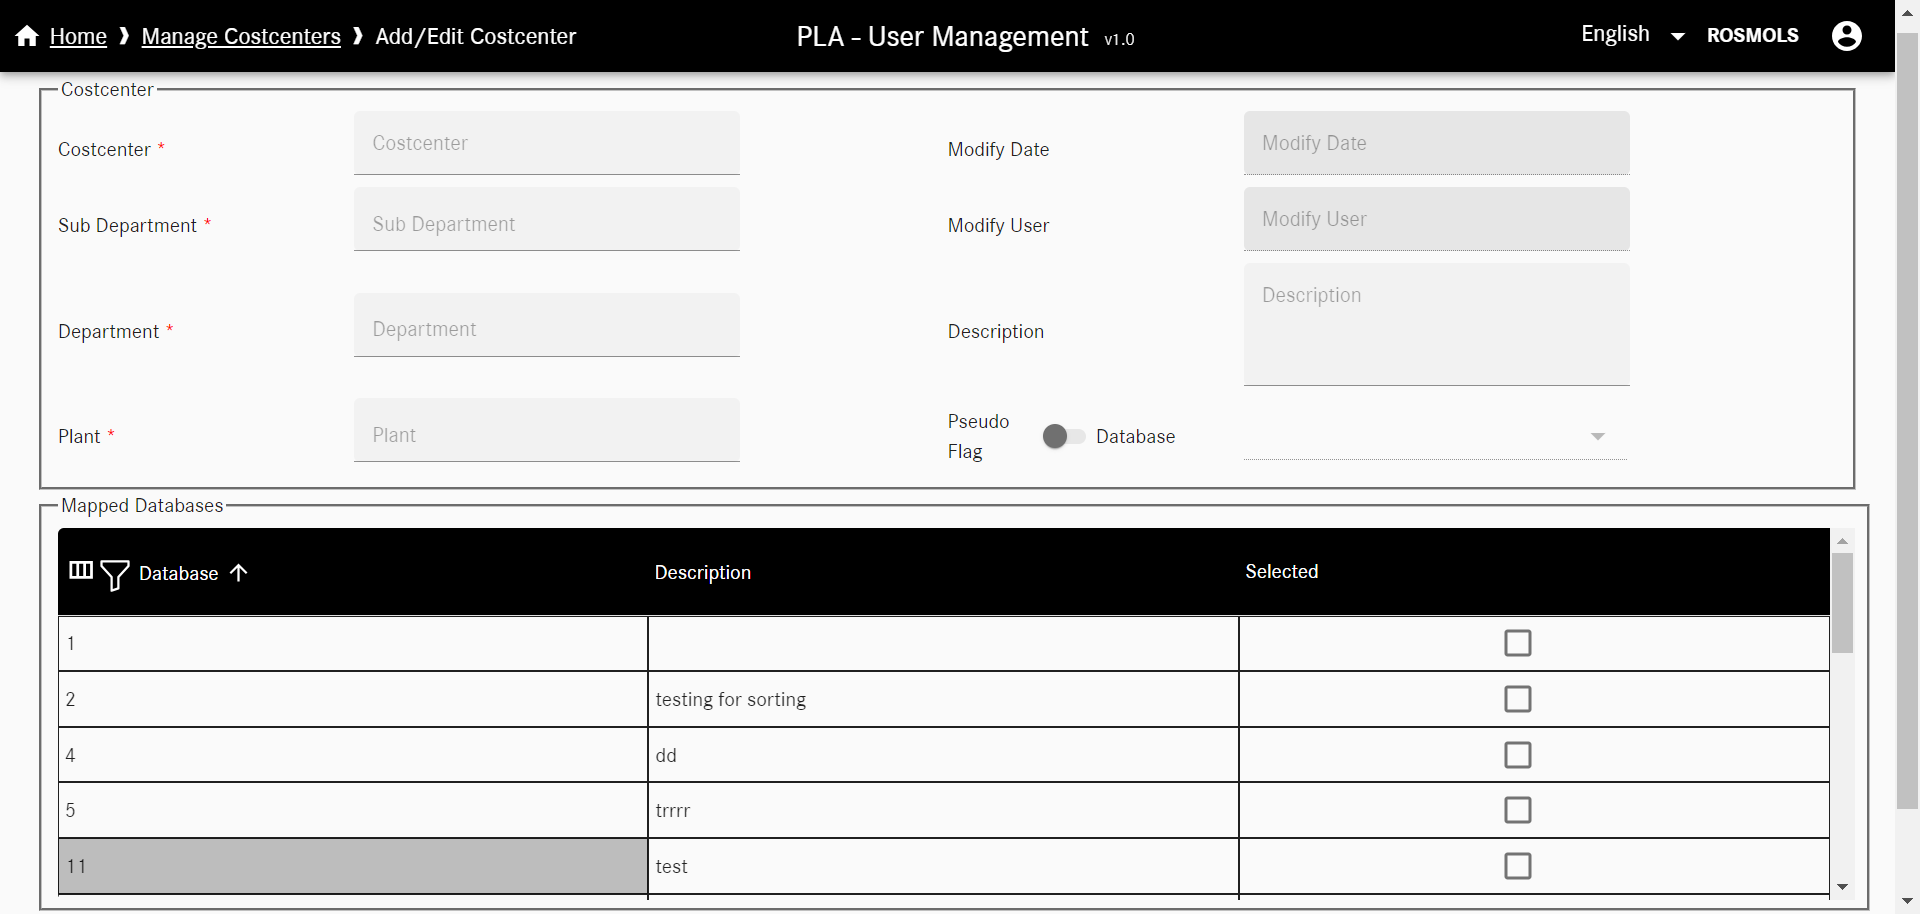 Home ❱ Manage Costcenters ❱ Add/Edit Costcenter
PLA - User Management v1.0
English
ROSMOLS
Costcenter
Costcenter * Costcenter
Modify Date Modify Date
Sub Department * Sub Department
Modify User Modify User
Department * Department
Description Description
Plant * Plant
Pseudo Flag
Database
Mapped Databases
Database Description Selected
1
2 testing for sorting
4 dd
5 trrrr
11 test